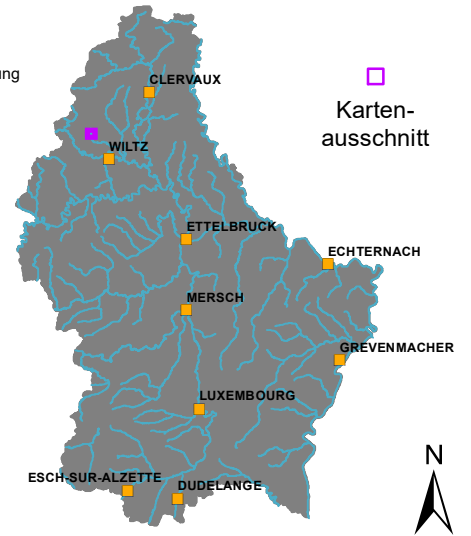 ung
CLERVAUX
Karten-
ausschnitt
WILTZ
ETTELBRUCK
ECHTERNACH
MERSCH
GREVENMACHER
LUXEMBOURG
N
ESCH-SUR-ALZETTE
DUDELANGE